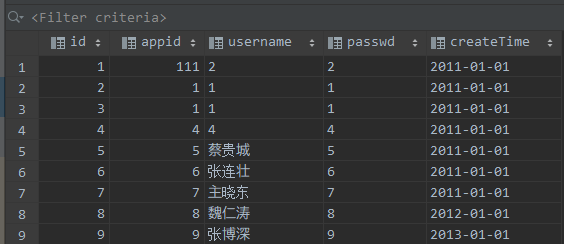 <Filter criteria>
id appid username passwd createTime
1 1 111 2 2 2011-01-01
2 2 1 1 1 2011-01-01
3 3 1 1 1 2011-01-01
4 4 4 4 4 2011-01-01
5 5 5 蔡贵城 5 2011-01-01
6 6 6 张连壮 6 2011-01-01
7 7 7 主晓东 7 2011-01-01
8 8 8 魏仁涛 8 2012-01-01
9 9 9 张博深 9 2013-01-01